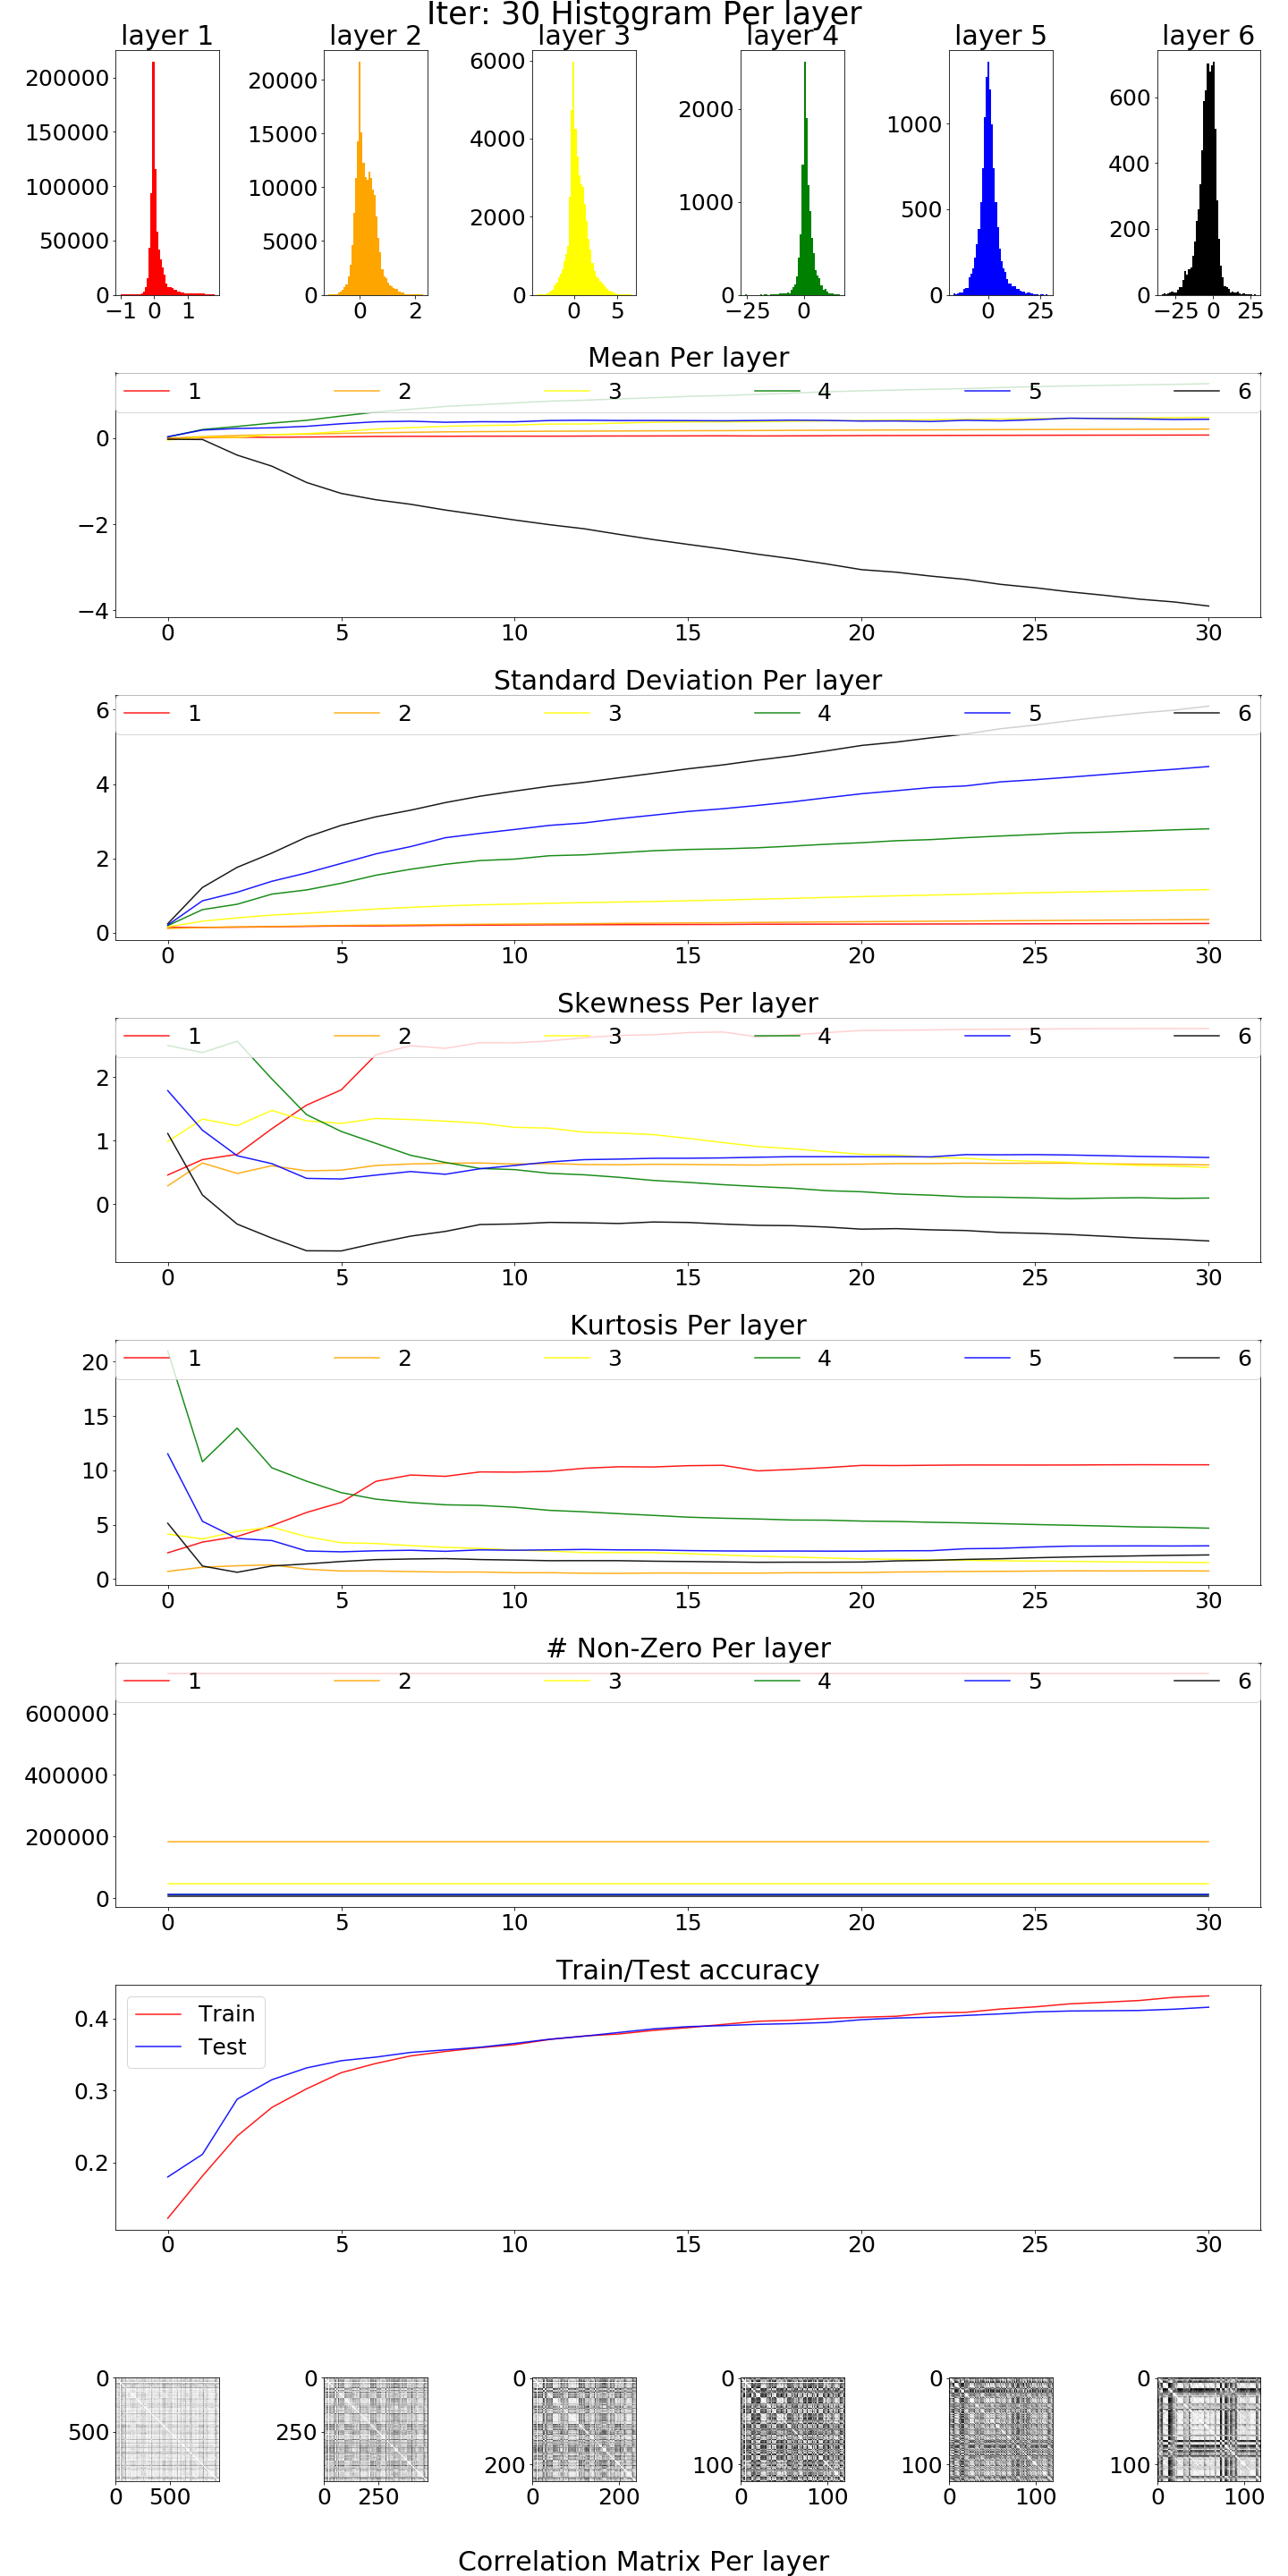 Iter: 30 Histogram Per layer
layer 1 layer 2 layer 3 layer 4 layer 5 layer 6
200000 150000 100000 50000 0
−1 0 1
20000 15000 10000 5000 0
0 2
6000 4000 2000 0
0 5
2000 1000 0
−25 0
1000 500 0
0 25
600 400 200 0
−25 0 25
Mean Per layer
1 2 3 4 5 6
0
−2
−4
0 5 10 15 20 25 30
Standard Deviation Per layer
1 2 3 4 5 6
6
4
2
0
0 5 10 15 20 25 30
Skewness Per layer
1 2 3 4 5 6
2
1
0
0 5 10 15 20 25 30
Kurtosis Per layer
1 2 3 4 5 6
20
15
10
5
0
0 5 10 15 20 25 30
# Non-Zero Per layer
1 2 3 4 5 6
600000
400000
200000
0
0 5 10 15 20 25 30
Train/Test accuracy
Train
Test
0.4
0.3
0.2
0 5 10 15 20 25 30
0 0 0 0 0 0
500 250 200 100 100 100
0 500 0 250 0 200 0 100 0 100 0 100
Correlation Matrix Per layer